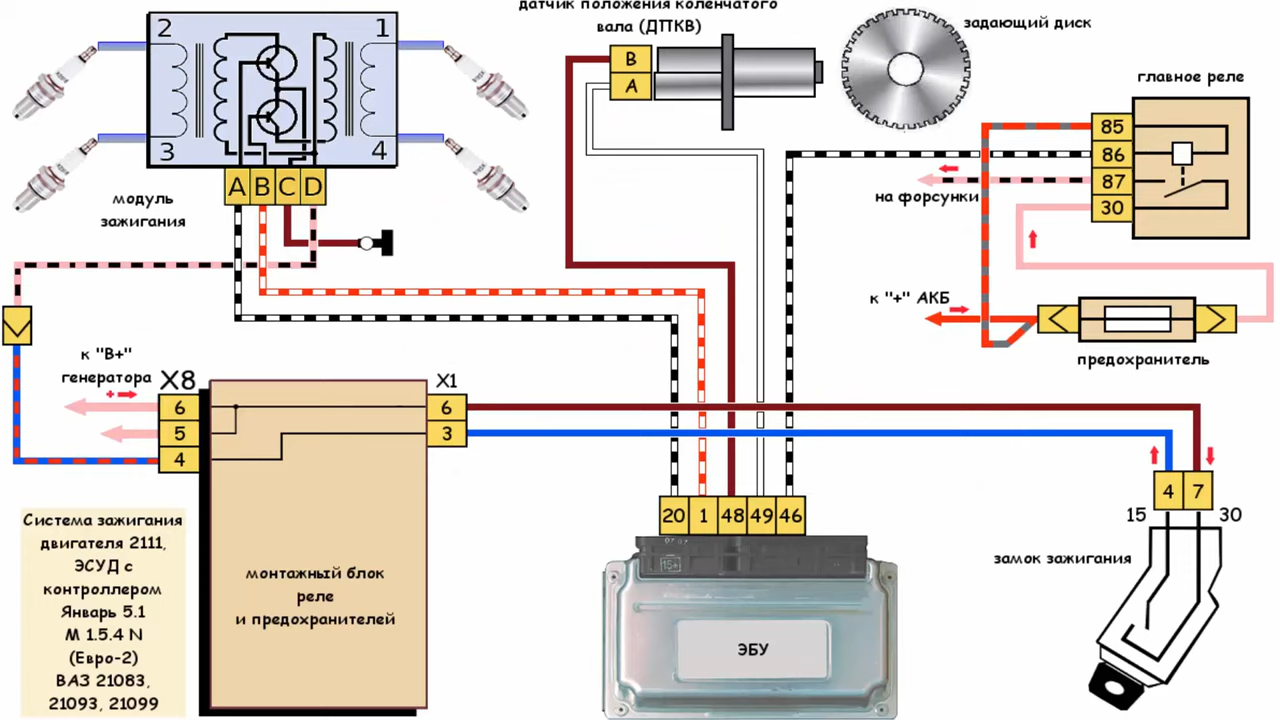 датчик положения коленчатого
вала (ДПКВ)
задающий диск
главное реле
2
1
3
4
A
B
C
D
модуль
зажигания
B
A
85
86
87
30
на форсунки
к "+" АКБ
предохранитель
к "В+"
генератора
+
X8
6
5
4
X1
6
3
20
1
48
49
46
15+
ЭБУ
4
7
15
30
замок зажигания
монтажный блок
реле
и предохранителей
Система зажигания
двигателя 2111,
ЭСУД с
контроллером
Январь 5.1
М 1.5.4 N
(Евро-2)
ВАЗ 21083,
21093, 21099